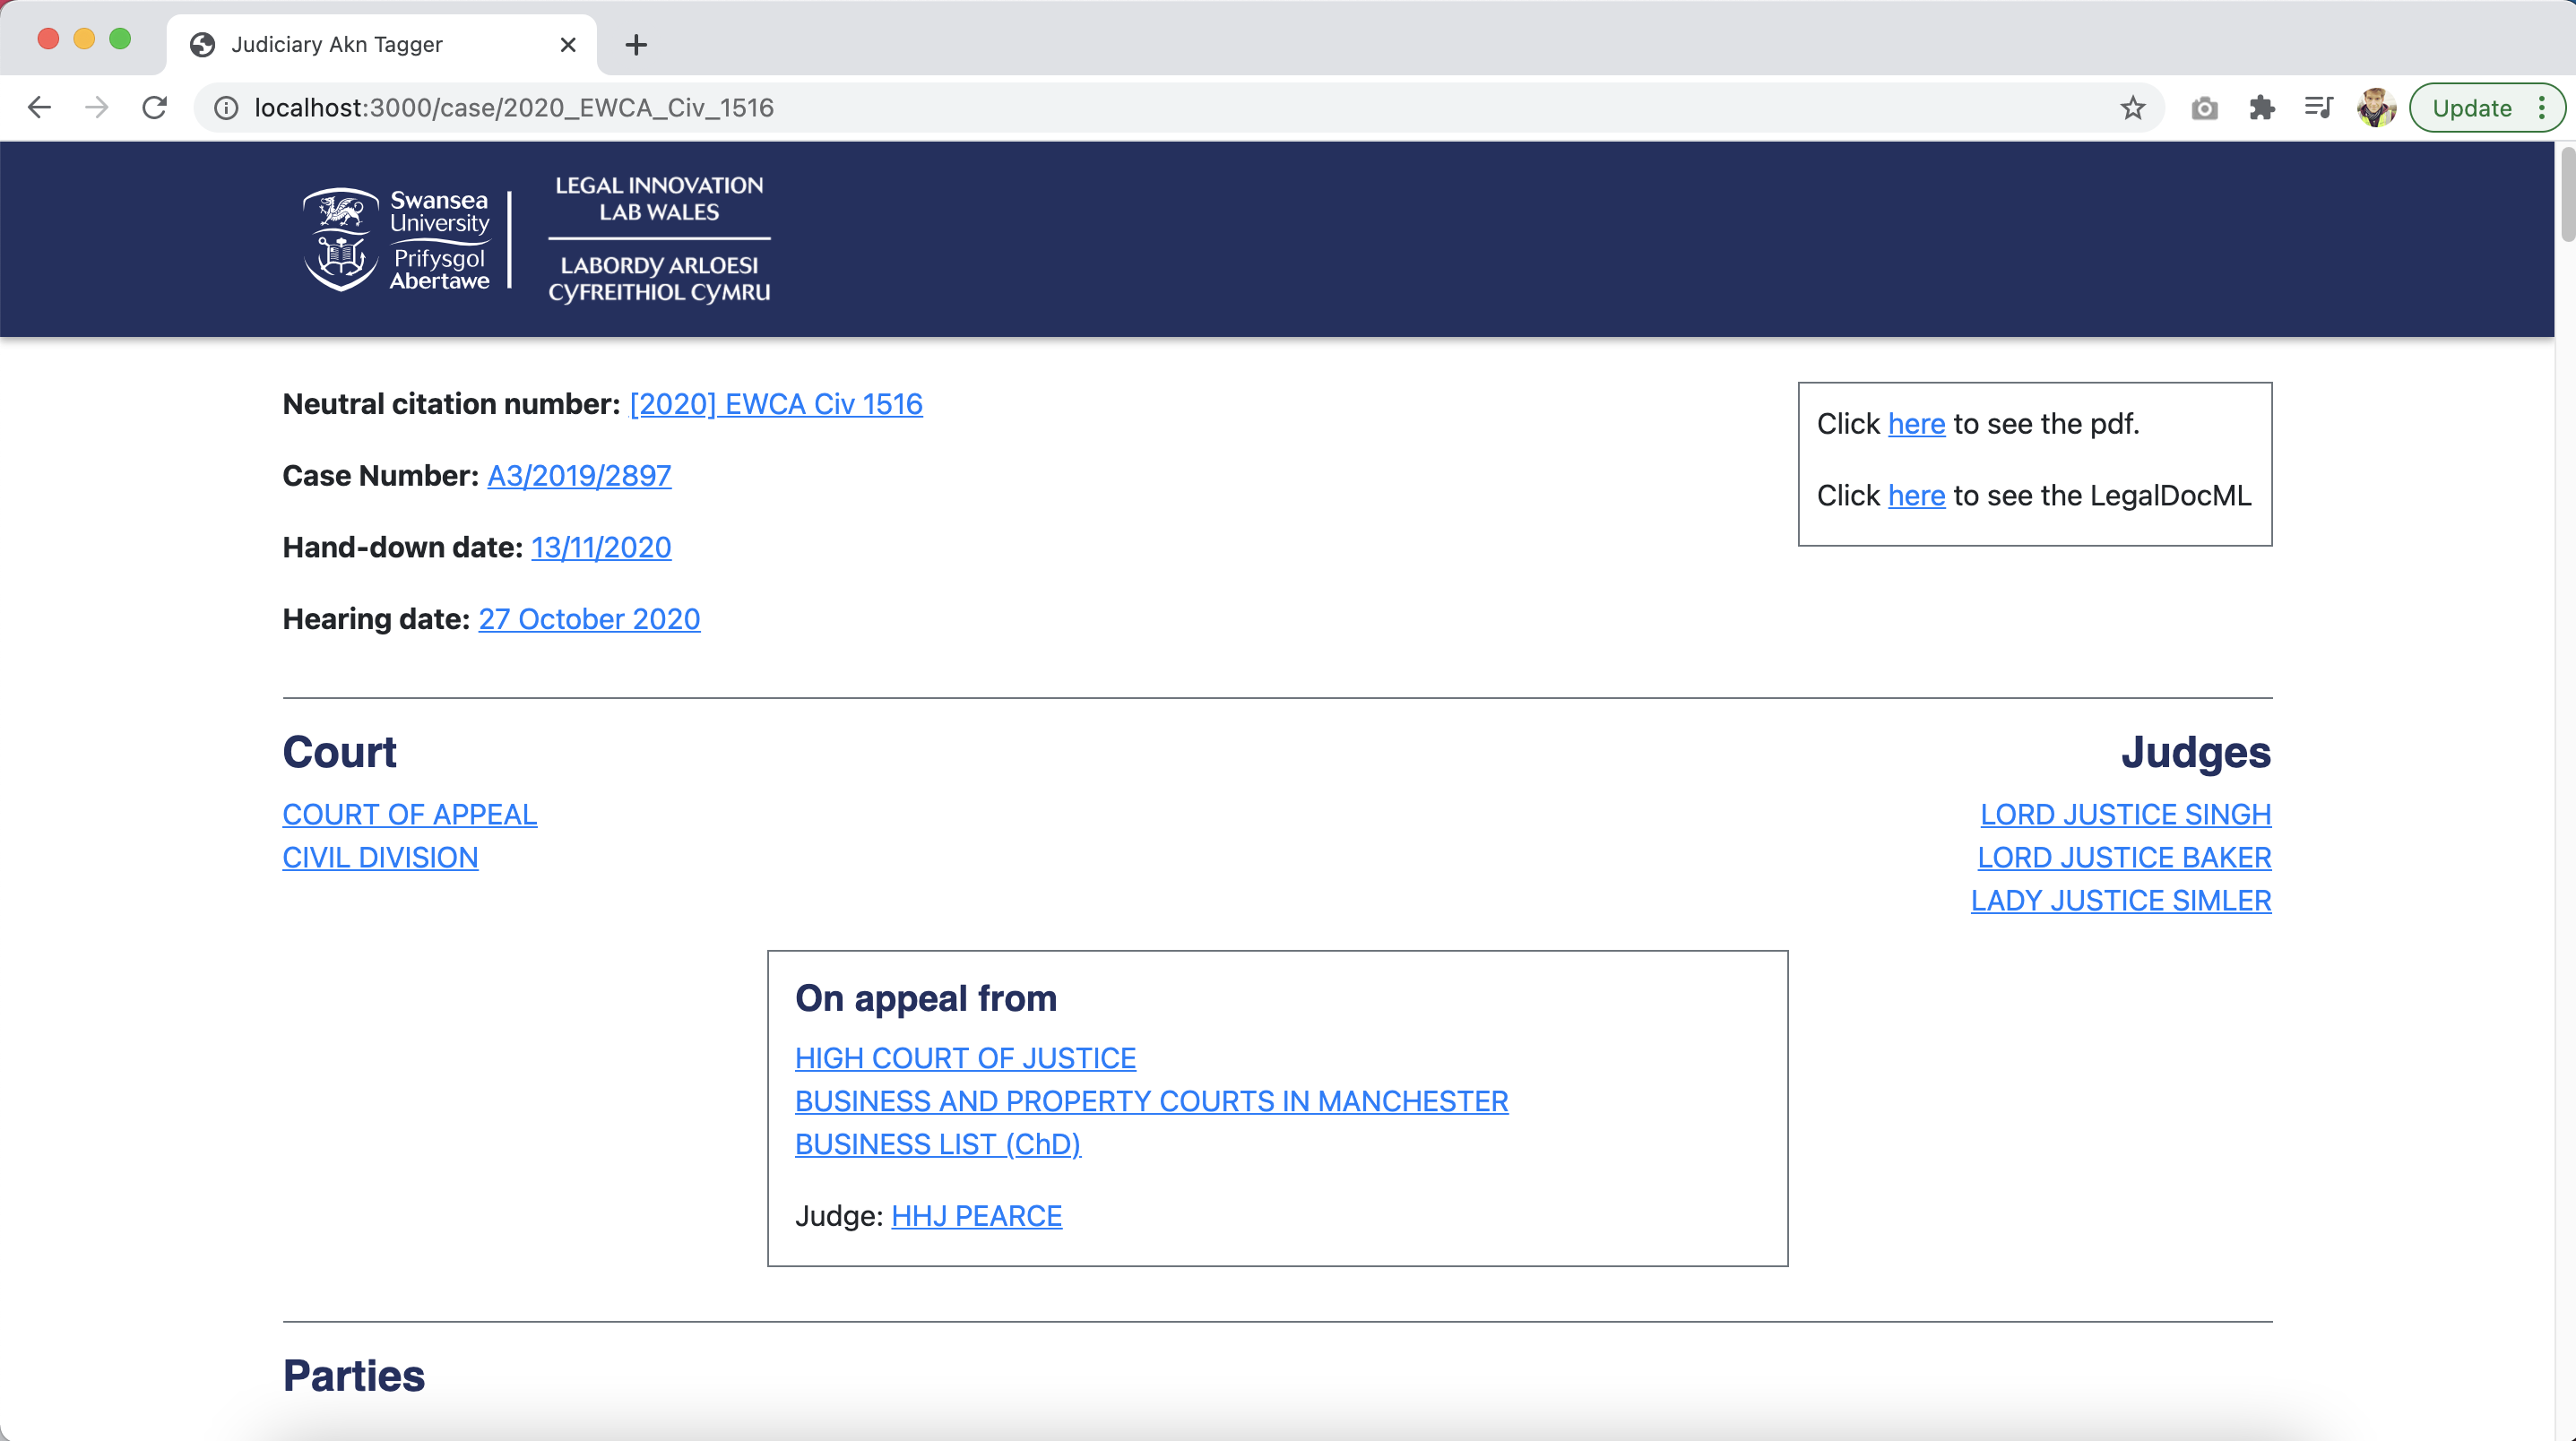 Judiciary Akn Tagger
localhost:3000/case/2020_EWCA_Civ_1516
Update
Swansea
University
Prifysgol
Abertawe
LEGAL INNOVATION
LAB WALES
LABORDY ARLOESI
CYFREITHIOL CYMRU
Neutral citation number: [2020] EWCA Civ 1516
Case Number: A3/2019/2897
Hand-down date: 13/11/2020
Hearing date: 27 October 2020
Click here to see the pdf.
Click here to see the LegalDocML
Court
COURT OF APPEAL
CIVIL DIVISION
Judges
LORD JUSTICE SINGH
LORD JUSTICE BAKER
LADY JUSTICE SIMLER
On appeal from
HIGH COURT OF JUSTICE
BUSINESS AND PROPERTY COURTS IN MANCHESTER
BUSINESS LIST (ChD)
Judge: HHJ PEARCE
Parties